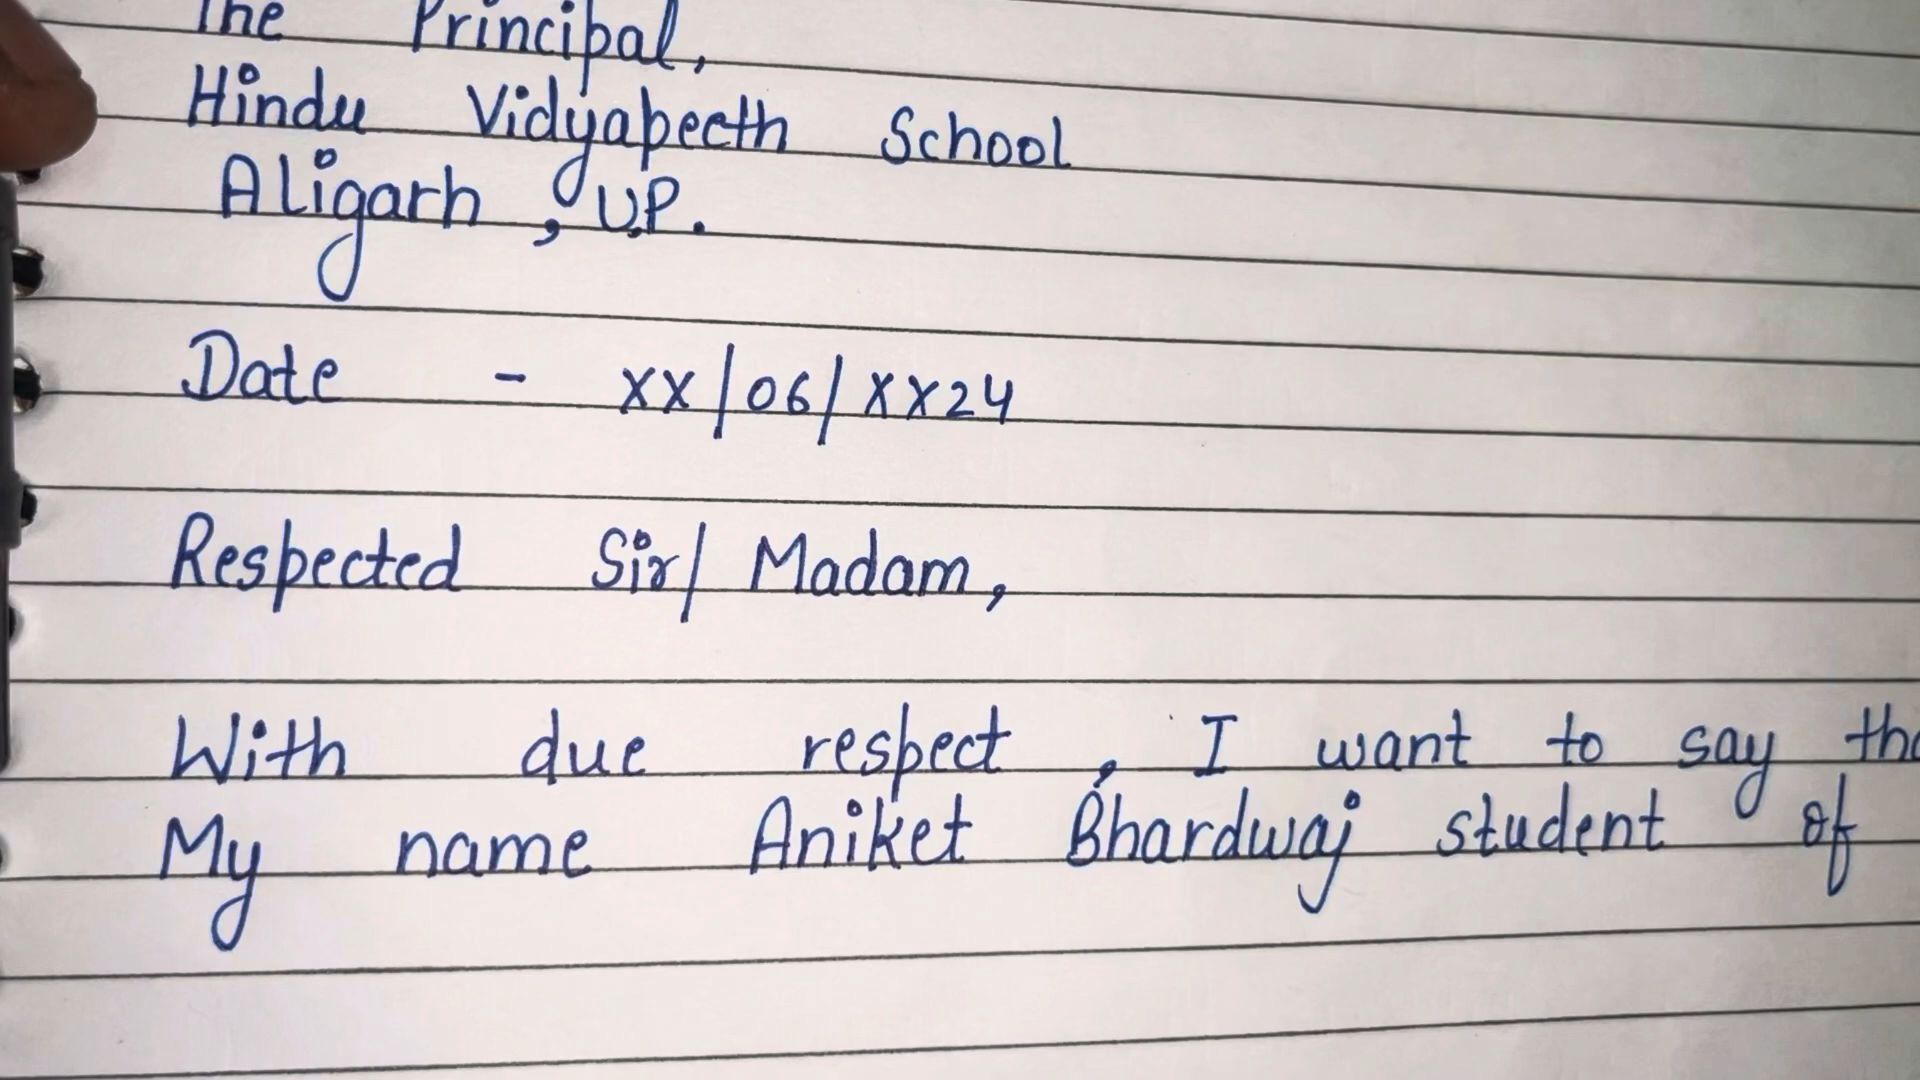 The Principal,
Hindu Vidyapeeth School
Aligarh, U.P.
Date - XX/06/XX24
Respected Sir/Madam,
With due respect, I want to say tha
My name Aniket Bhardwaj student of